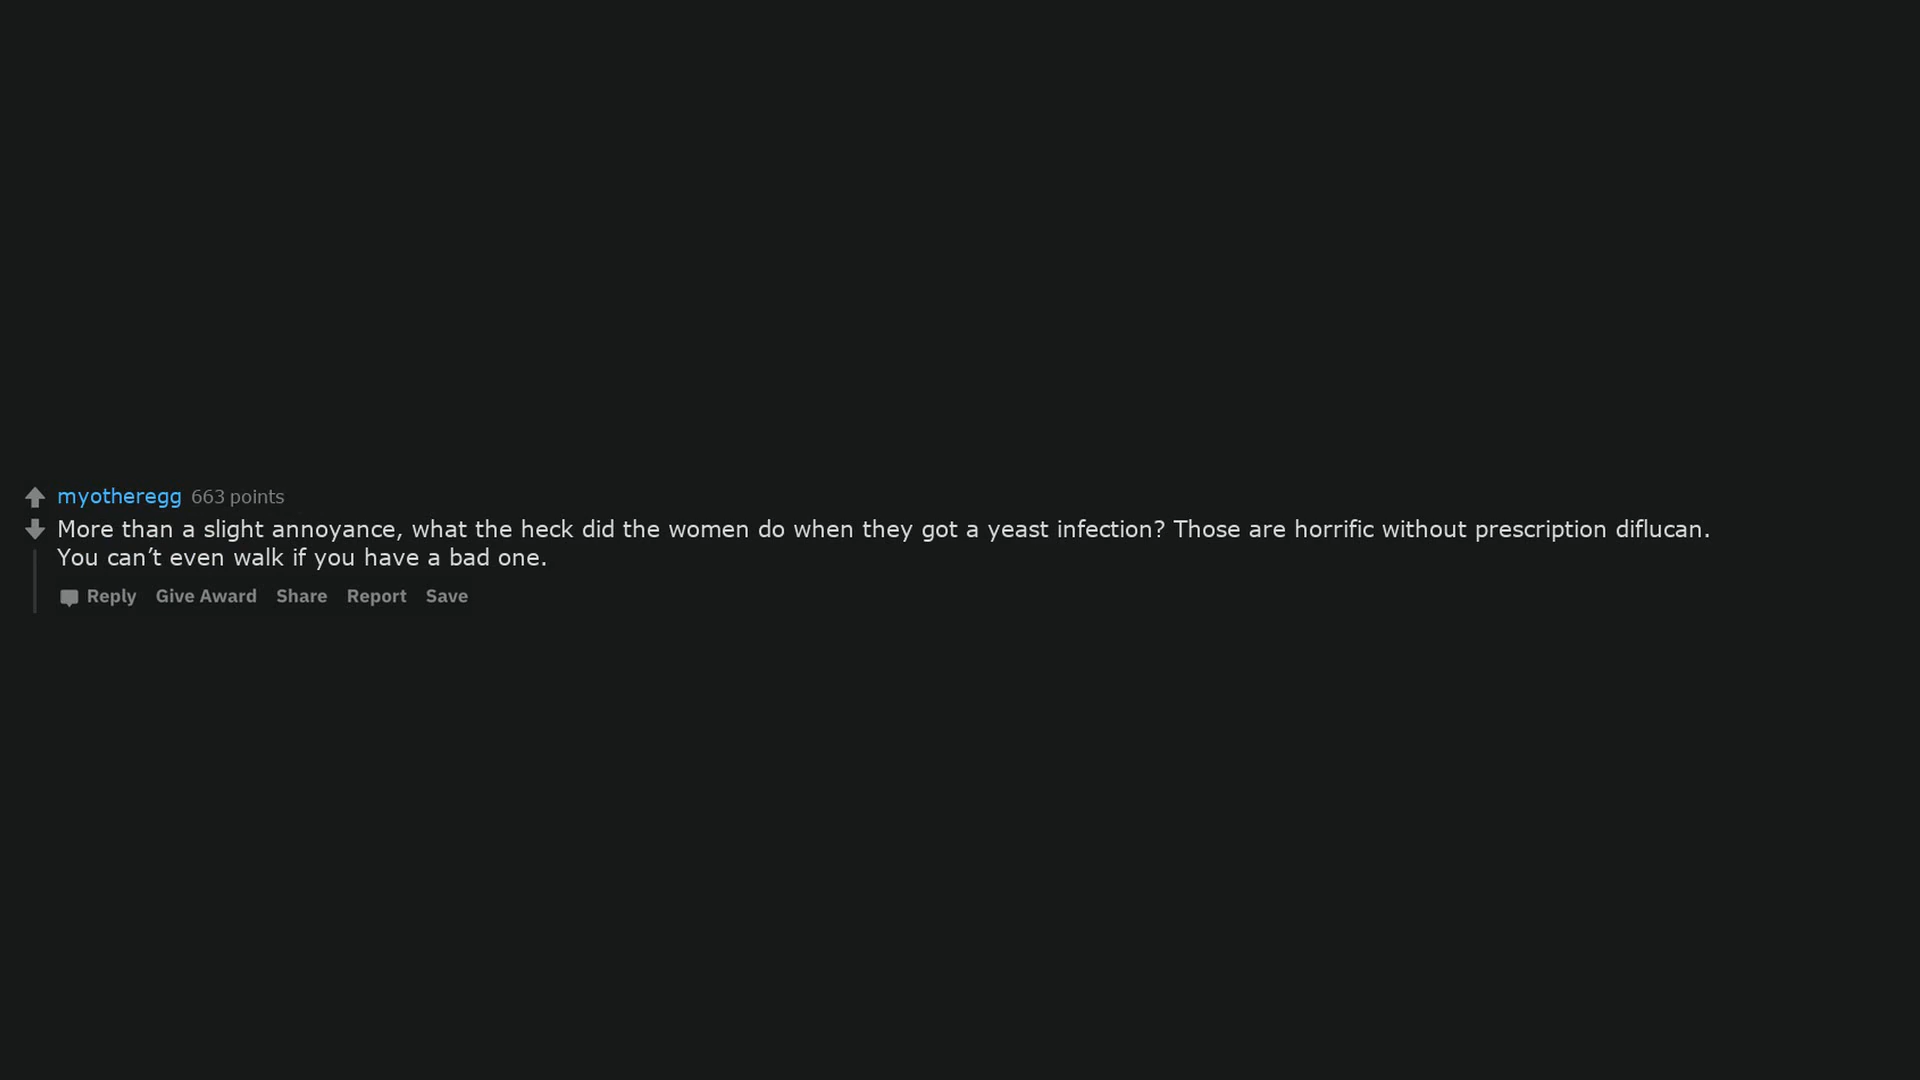 myotheregg 663 points
More than a slight annoyance, what the heck did the women do when they got a yeast infection? Those are horrific without prescription diflucan.
You can’t even walk if you have a bad one.
Reply Give Award Share Report Save